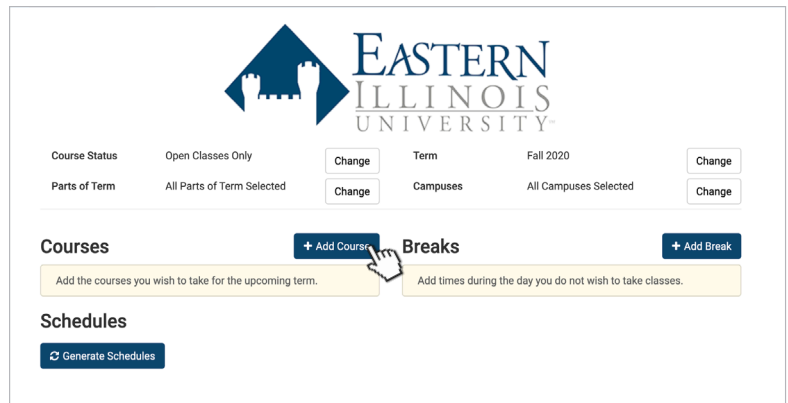 EASTERN
ILLINOIS
UNIVERSITY™
Course Status Open Classes Only Change Term Fall 2020 Change
Parts of Term All Parts of Term Selected Change Campuses All Campuses Selected Change
Courses + Add Course Breaks + Add Break
Add the courses you wish to take for the upcoming term. Add times during the day you do not wish to take classes.
Schedules
Generate Schedules